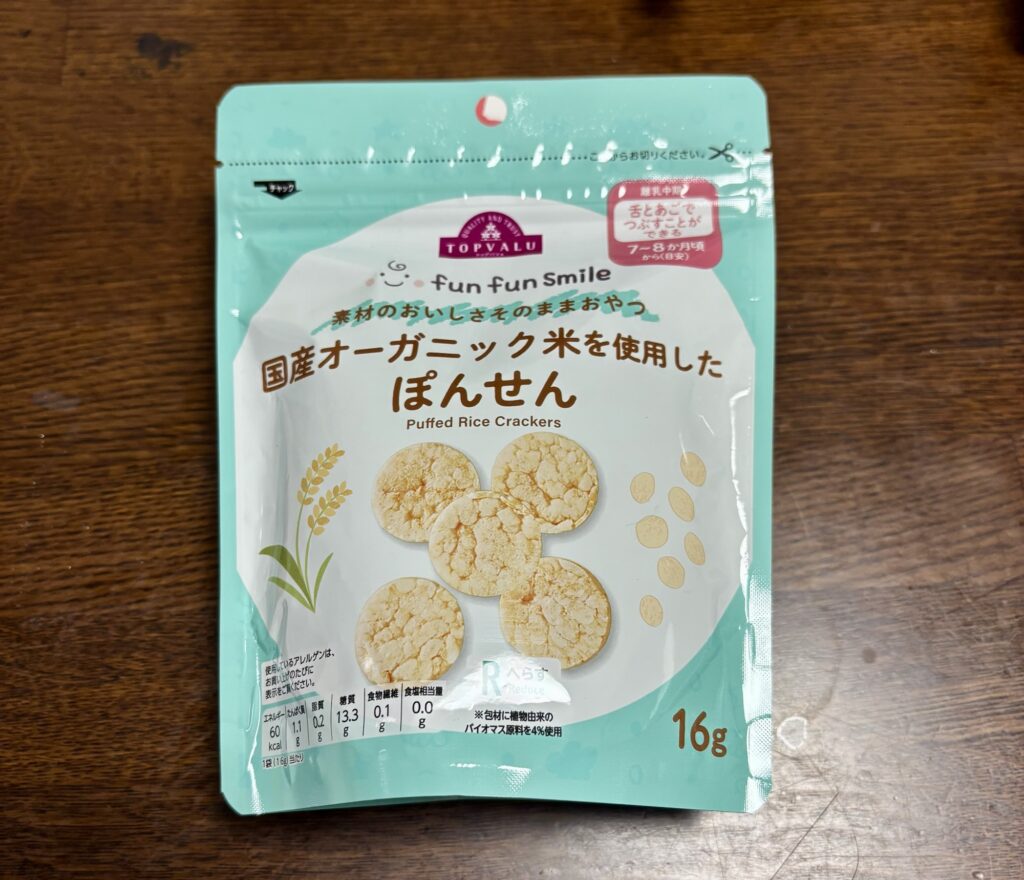 ここからお切りください。
チャック
離乳中期
舌とあごで
つぶすことが
できる
7〜8か月頃
から(目安)
QUALITY AND TRUST
TOPVALU
トップバリュ
fun fun smile
素材のおいしさそのままおやつ
国産オーガニック米を使用した
ぽんせん
Puffed Rice Crackers
使用しているアレルゲンは、
お買い上げのたびに
表示をご覧ください。
エネルギー たんぱく質 脂質 糖質 食物繊維 食塩相当量
60 kcal 1.1 g 0.2 g 13.3 g 0.1 g 0.0 g
1袋(16g)当たり
R へらす
Reduce
※包材に植物由来の
バイオマス原料を4%使用
16g